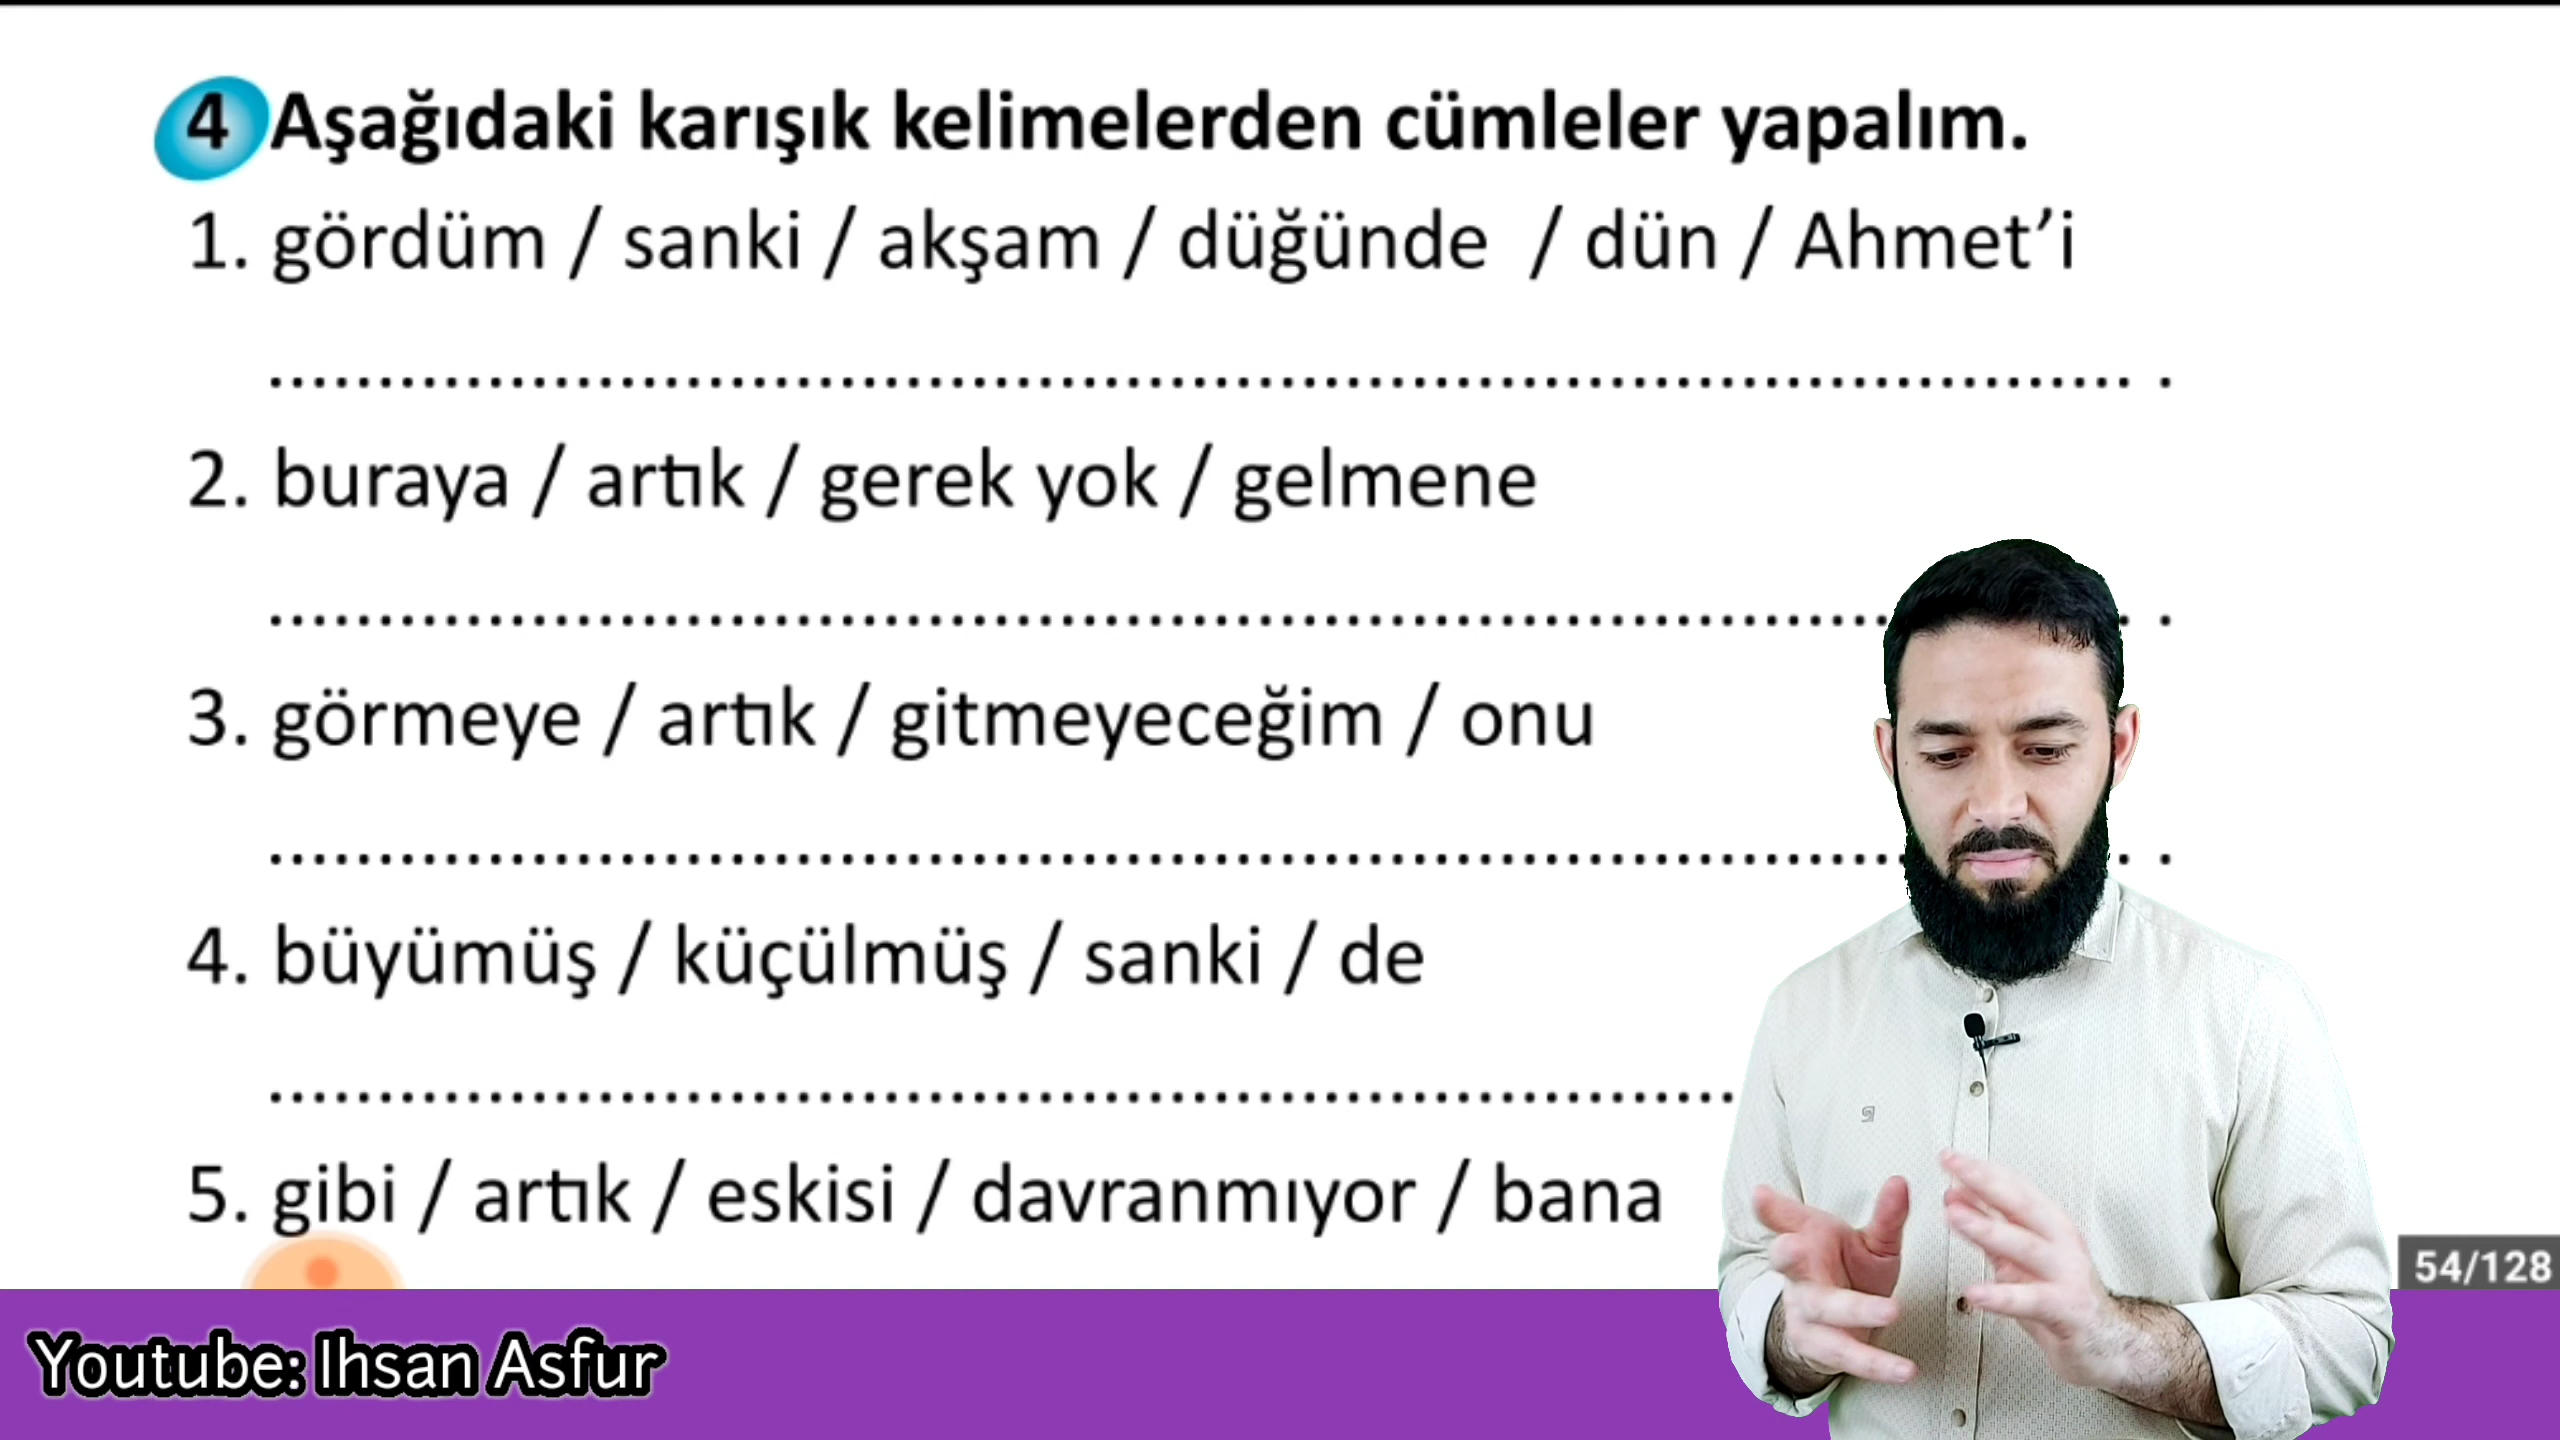 4 Aşağıdaki karışık kelimelerden cümleler yapalım.
1. gördüm / sanki / akşam / düğünde / dün / Ahmet’i
2. buraya / artık / gerek yok / gelmene
3. görmeye / artık / gitmeyeceğim / onu
4. büyümüş / küçülmüş / sanki / de
5. gibi / artık / eskisi / davranmıyor / bana
54/128
Youtube: Ihsan Asfur